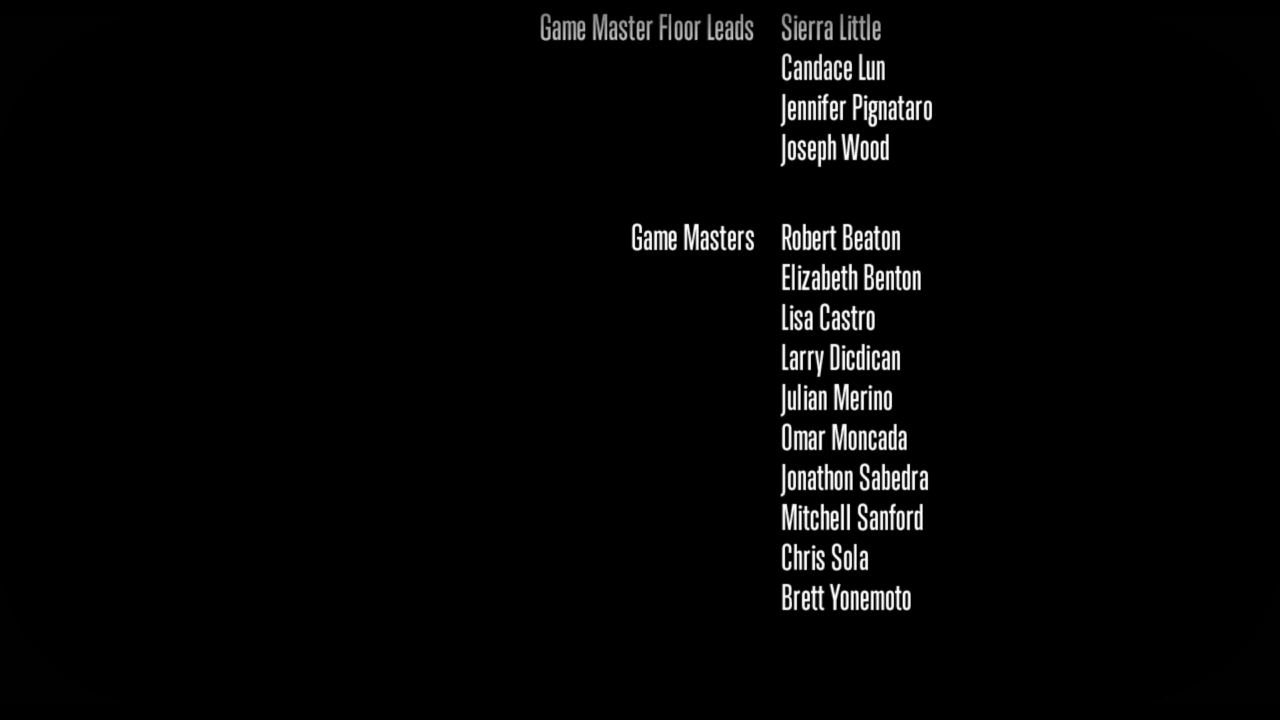 Game Master Floor Leads Sierra Little
Candace Lun
Jennifer Pignataro
Joseph Wood
Game Masters Robert Beaton
Elizabeth Benton
Lisa Castro
Larry Dicdican
Julian Merino
Omar Moncada
Jonathon Sabedra
Mitchell Sanford
Chris Sola
Brett Yonemoto